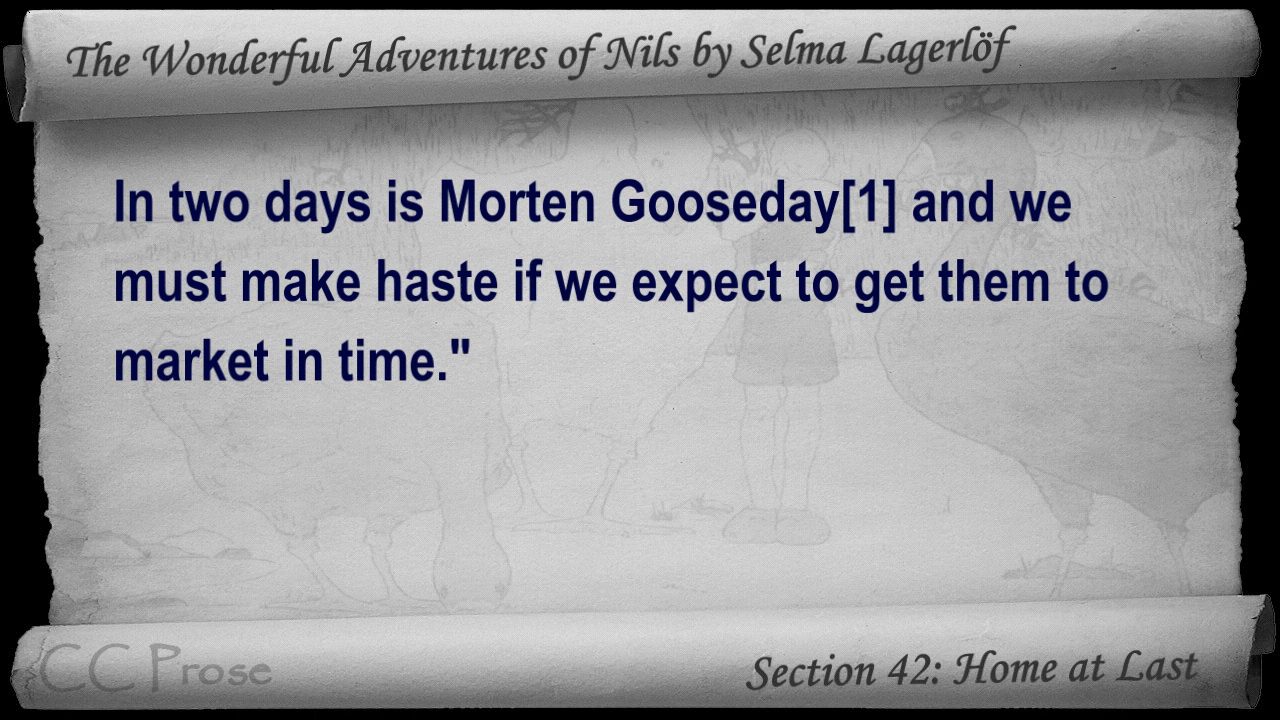 The Wonderful Adventures of Nils by Selma Lagerlöf
In two days is Morten Gooseday[1] and we
must make haste if we expect to get them to
market in time."
CC Prose
Section 42: Home at Last